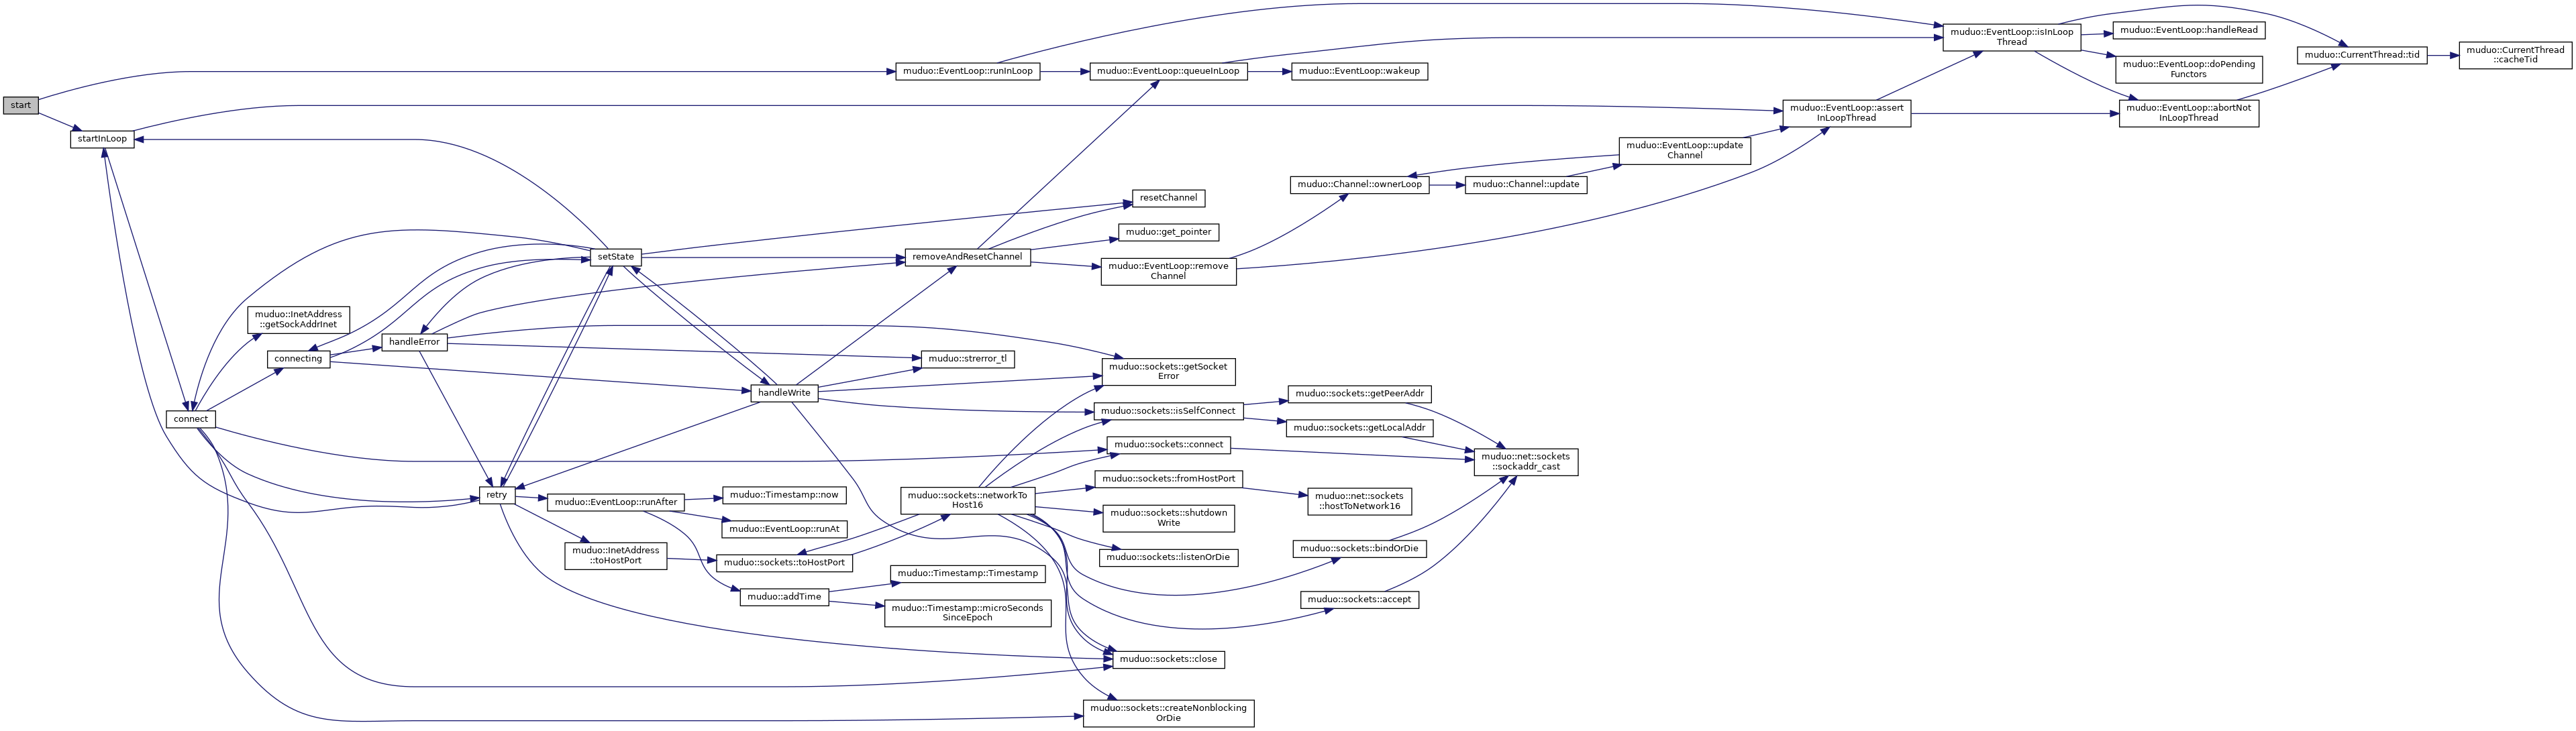 start
startInLoop
connect
muduo::InetAddress
::getSockAddrInet
connecting
handleError
retry
setState
handleWrite
muduo::EventLoop::runAfter
muduo::InetAddress
::toHostPort
muduo::Timestamp::now
muduo::EventLoop::runAt
muduo::sockets::toHostPort
muduo::addTime
muduo::EventLoop::runInLoop
removeAndResetChannel
muduo::strerror_tl
muduo::sockets::networkTo
Host16
muduo::Timestamp::Timestamp
muduo::Timestamp::microSeconds
SinceEpoch
muduo::EventLoop::queueInLoop
resetChannel
muduo::get_pointer
muduo::EventLoop::remove
Channel
muduo::sockets::getSocket
Error
muduo::sockets::isSelfConnect
muduo::sockets::connect
muduo::sockets::fromHostPort
muduo::sockets::shutdown
Write
muduo::sockets::listenOrDie
muduo::sockets::close
muduo::sockets::createNonblocking
OrDie
muduo::EventLoop::wakeup
muduo::Channel::ownerLoop
muduo::sockets::getPeerAddr
muduo::sockets::getLocalAddr
muduo::net::sockets
::hostToNetwork16
muduo::sockets::bindOrDie
muduo::sockets::accept
muduo::Channel::update
muduo::net::sockets
::sockaddr_cast
muduo::EventLoop::update
Channel
muduo::EventLoop::assert
InLoopThread
muduo::EventLoop::isInLoop
Thread
muduo::EventLoop::handleRead
muduo::EventLoop::doPending
Functors
muduo::EventLoop::abortNot
InLoopThread
muduo::CurrentThread::tid
muduo::CurrentThread
::cacheTid